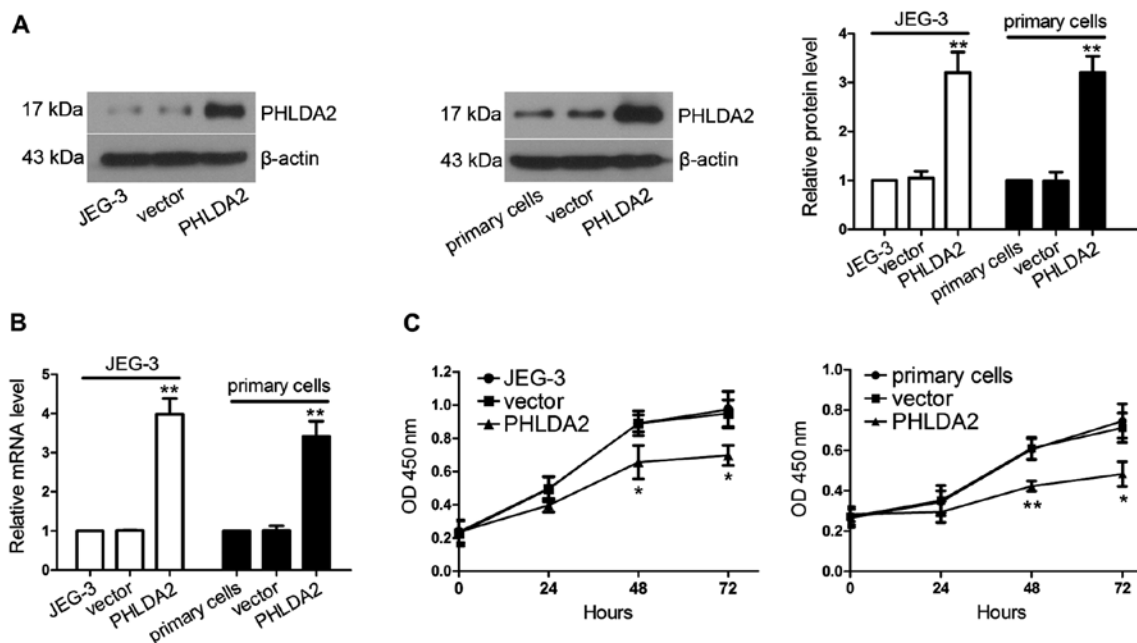 A
17 kDa
PHLDA2
43 kDa
β-actin
JEG-3
vector
PHLDA2
17 kDa
PHLDA2
43 kDa
β-actin
primary cells
vector
PHLDA2
JEG-3
primary cells
**
**
Relative protein level
4
3
2
1
0
JEG-3
vector
PHLDA2
primary cells
vector
PHLDA2
B
JEG-3
primary cells
**
**
Relative mRNA level
5
4
3
2
1
0
JEG-3
vector
PHLDA2
primary cells
vector
PHLDA2
C
JEG-3
vector
PHLDA2
OD 450 nm
1.2
1.0
0.8
0.6
0.4
0.2
0.0
*
*
0
24
48
72
Hours
primary cells
vector
PHLDA2
OD 450 nm
1.0
0.8
0.6
0.4
0.2
0.0
**
*
0
24
48
72
Hours